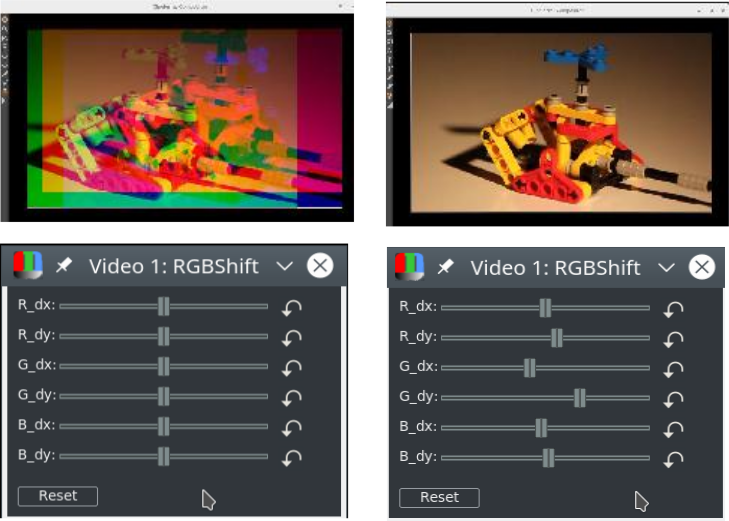 Video 1: RGBShift
R_dx:
R_dy:
G_dx:
G_dy:
B_dx:
B_dy:
Reset
Video 1: RGBShift
R_dx:
R_dy:
G_dx:
G_dy:
B_dx:
B_dy:
Reset